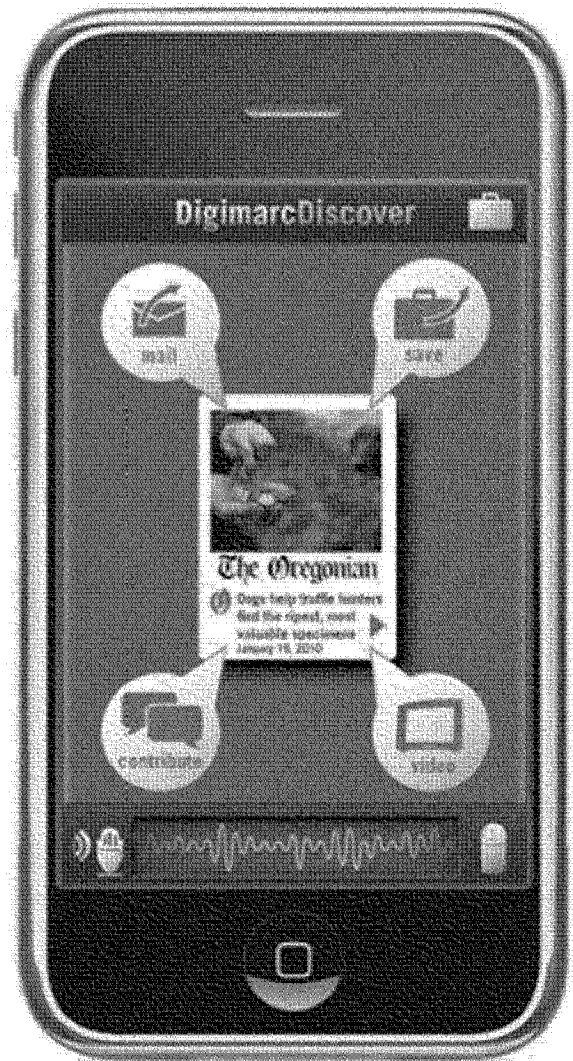 DigimarcDiscover
mail
save
The Oregonian
Dogs help truffle hunters
find the ripest, most
valuable specimens
January 18, 2010
contribute
video